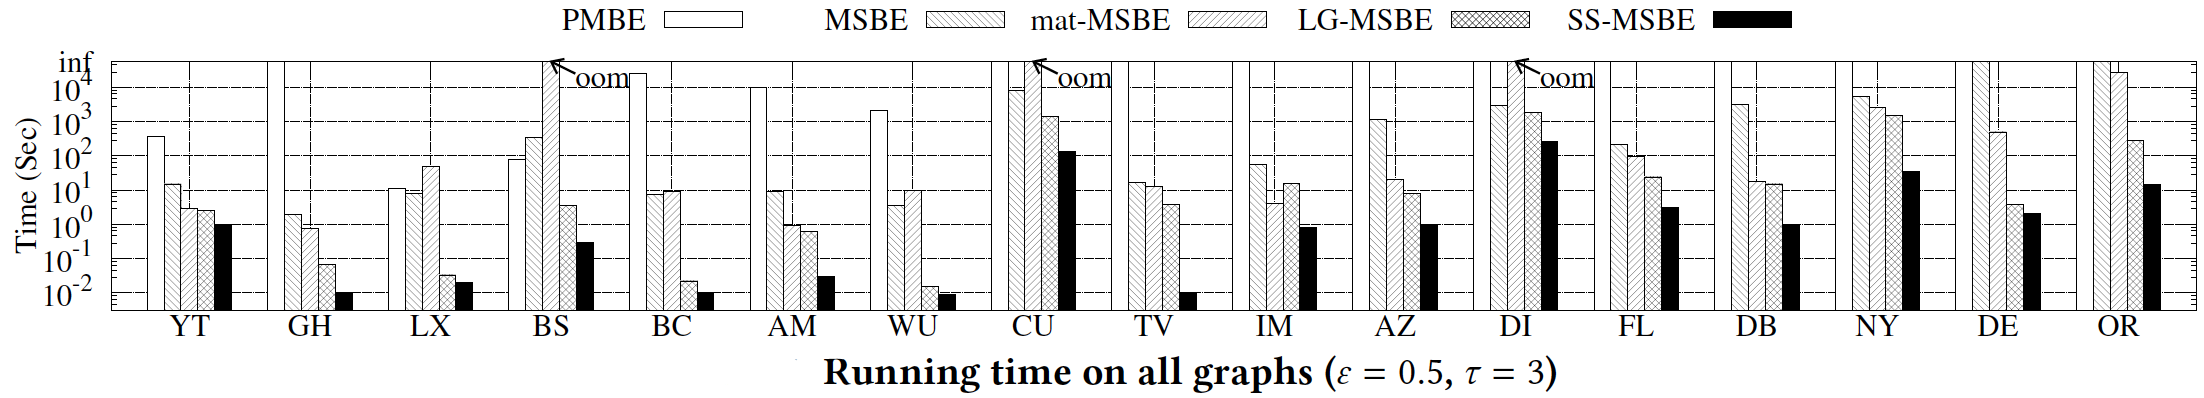 PMBE MSBE mat-MSBE LG-MSBE SS-MSBE
Time (Sec)
inf
10^4
10^3
10^2
10^1
10^0
10^-1
10^-2
oom oom oom
YT GH LX BS BC AM WU CU TV IM AZ DI FL DB NY DE OR
Running time on all graphs (ε = 0.5, τ = 3)